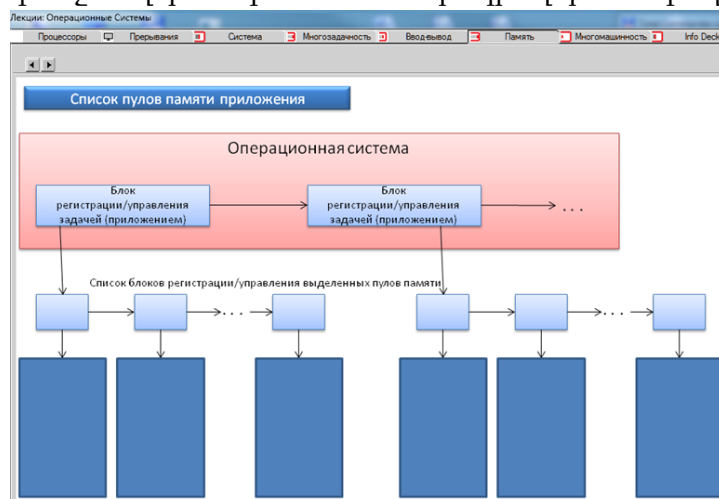 Лекции: Операционные Системы
Процессоры Прерывания Система Многозадачность Ввод-вывод Память Многомашинность Info Deck
Список пулов памяти приложения
Операционная система
Блок
регистрации/управления
задачей (приложением)
Блок
регистрации/управления
задачей (приложением)
...
Список блоков регистрации/управления выделенных пулов памяти
...
...